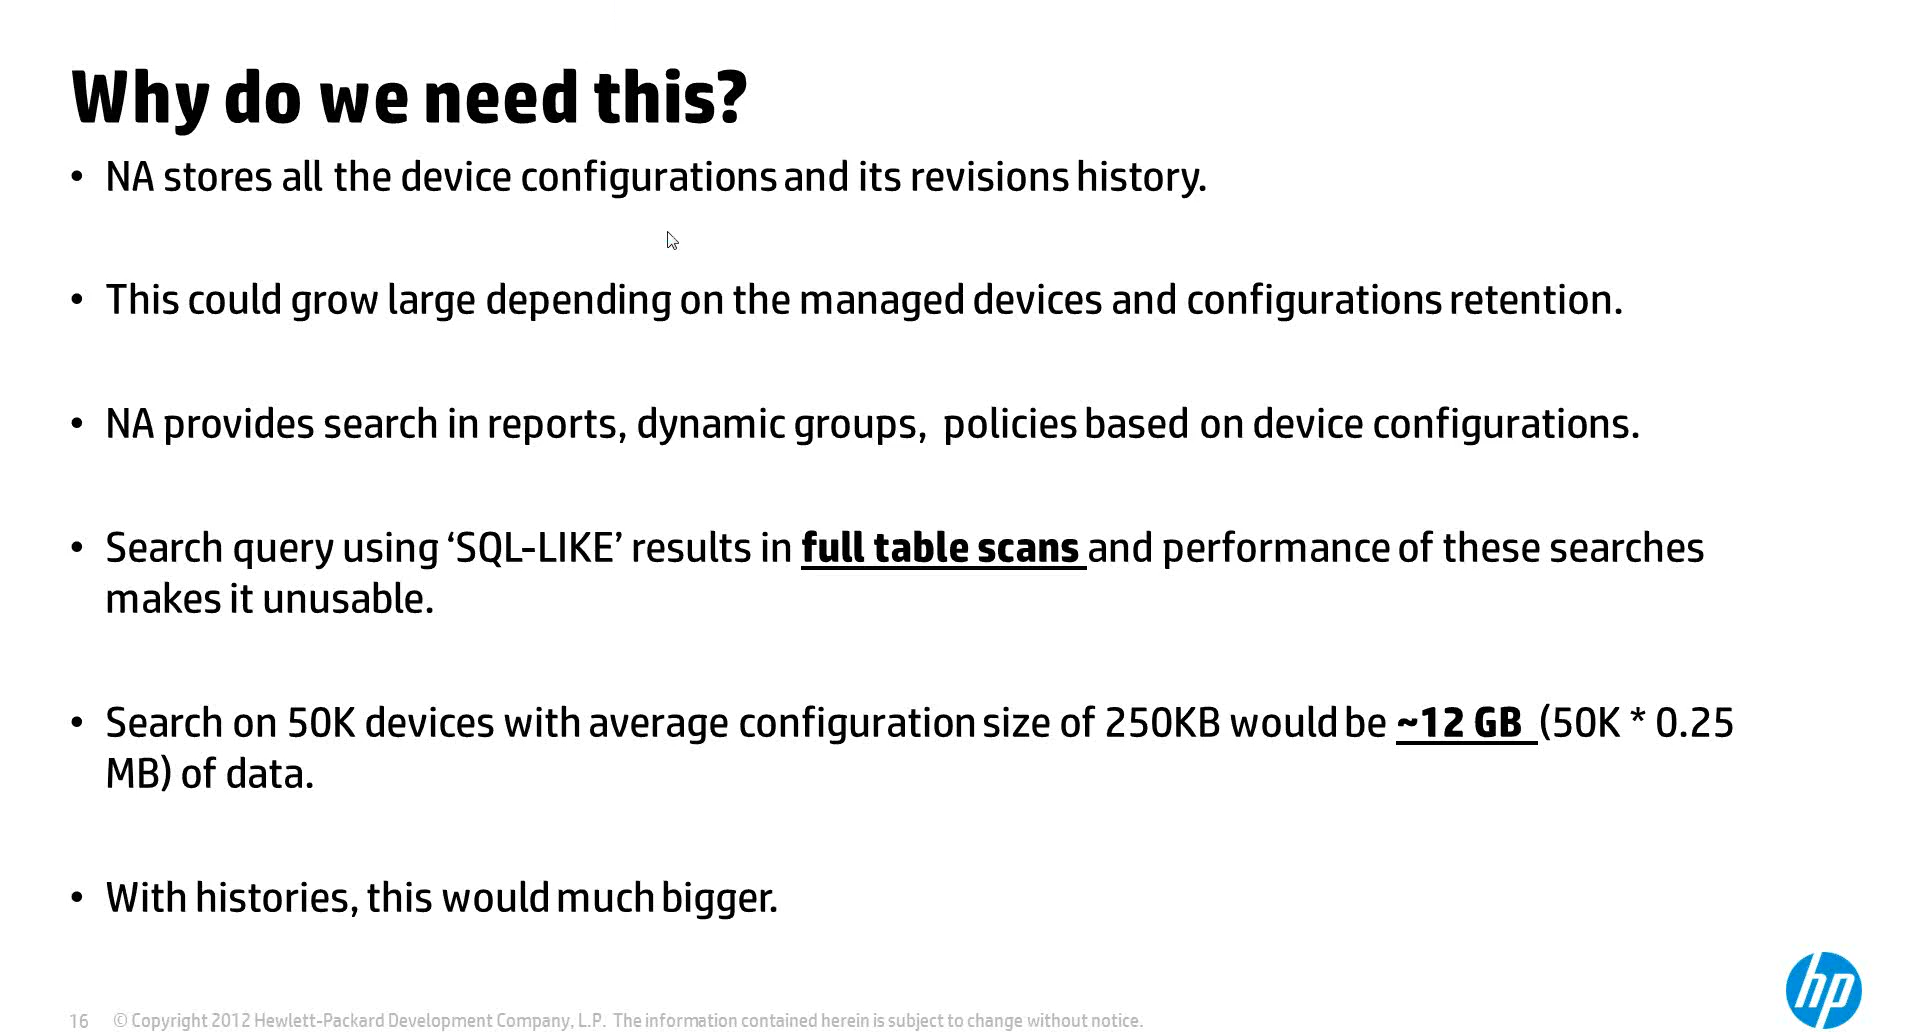 Why do we need this?
• NA stores all the device configurations and its revisions history.
• This could grow large depending on the managed devices and configurations retention.
• NA provides search in reports, dynamic groups, policies based on device configurations.
• Search query using ‘SQL-LIKE’ results in full table scans and performance of these searches
makes it unusable.
• Search on 50K devices with average configuration size of 250KB would be ~12 GB (50K * 0.25
MB) of data.
• With histories, this would much bigger.
hp
16 © Copyright 2012 Hewlett-Packard Development Company, L.P. The information contained herein is subject to change without notice.